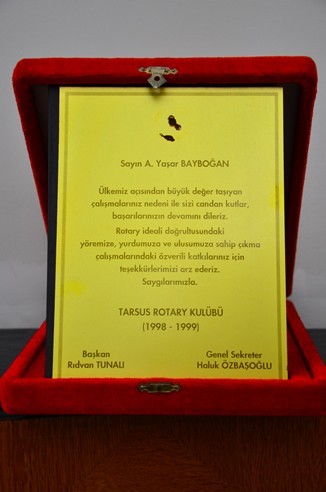 Sayın A. Yaşar BAYBOĞAN
Ülkemiz açısından büyük değer taşıyan
çalışmalarınız nedeni ile sizi candan kutlar,
başarılarınızın devamını dileriz.
Rotary ideali doğrultusundaki
yöremize, yurdumuza ve ulusumuza sahip çıkma
çalışmalarındaki özverili katkılarınız için
teşekkürlerimizi arz ederiz.
Saygılarımızla.
TARSUS ROTARY KULÜBÜ
(1998 - 1999)
Başkan
Rıdvan TUNALI
Genel Sekreter
Haluk ÖZBAŞOĞLU